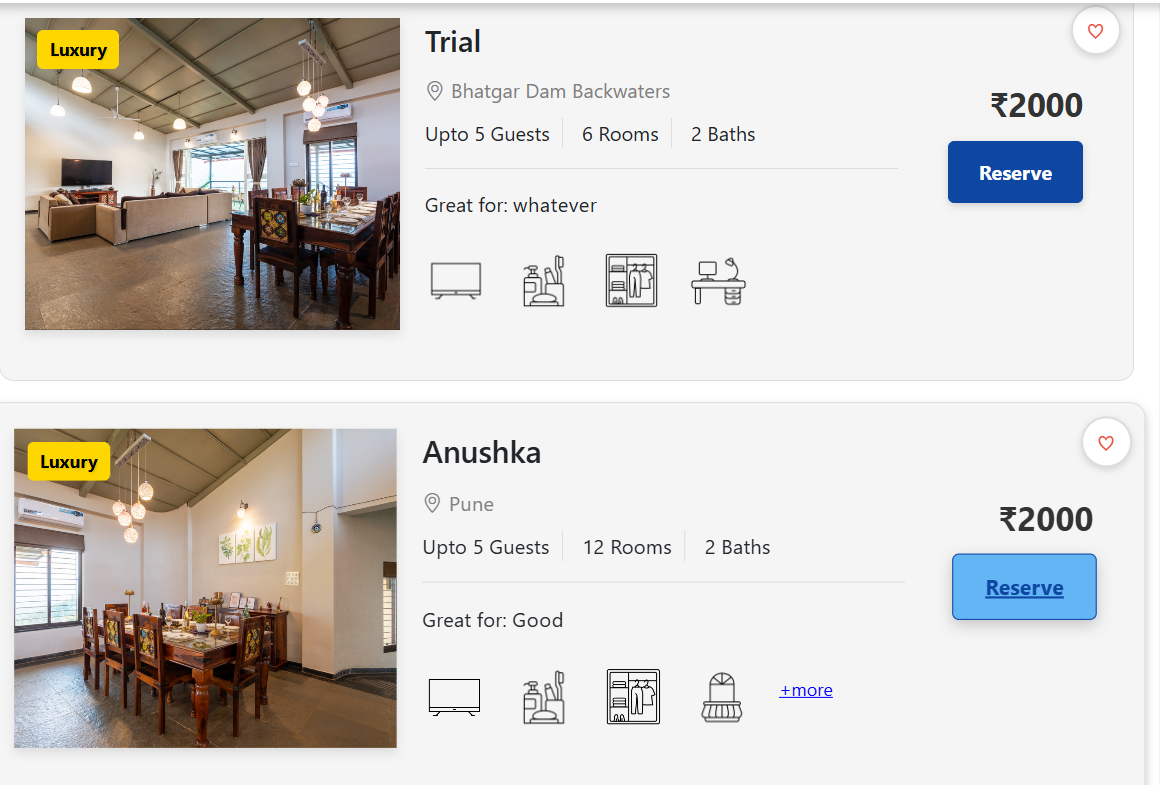 Luxury
Trial
Bhatgar Dam Backwaters
₹2000
Upto 5 Guests 6 Rooms 2 Baths
Reserve
Great for: whatever
Luxury
Anushka
Pune
₹2000
Upto 5 Guests 12 Rooms 2 Baths
Reserve
Great for: Good
+more